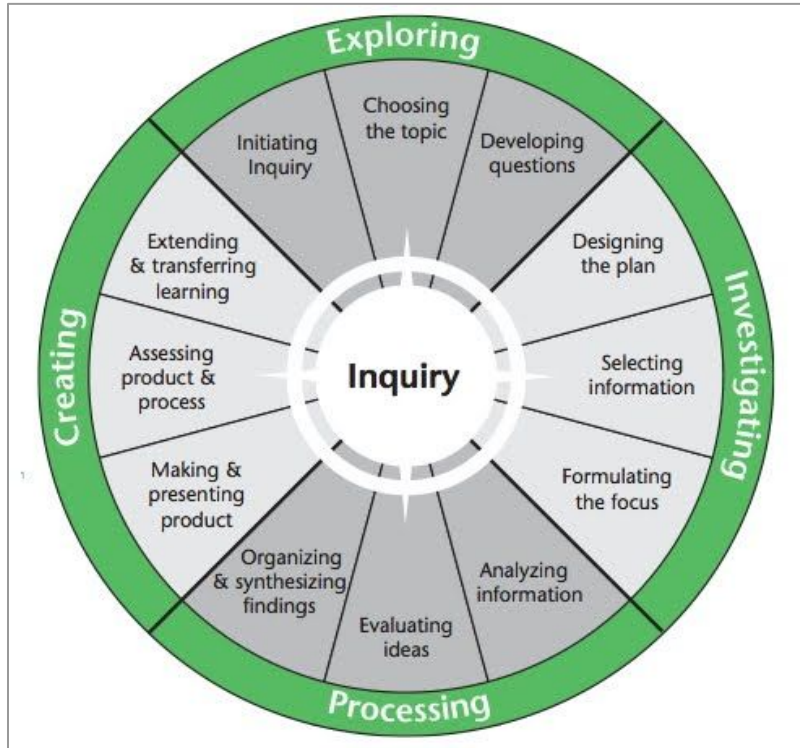 Exploring
Initiating
Inquiry
Choosing
the topic
Developing
questions
Investigating
Designing
the plan
Selecting
information
Formulating
the focus
Processing
Analyzing
information
Evaluating
ideas
Organizing
& synthesizing
findings
Creating
Making &
presenting
product
Assessing
product &
process
Extending
& transferring
learning
Inquiry